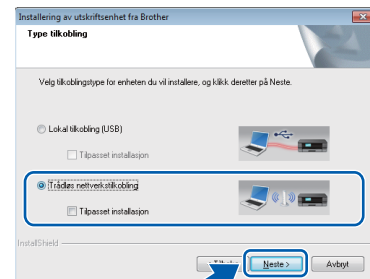 Installering av utskriftsenhet fra Brother
Type tilkobling
Velg tilkoblingstype for enheten du vil installere, og klikk deretter på Neste.
Lokal tilkobling (USB)
Tilpasset installasjon
Trådløs nettverkstilkobling
Tilpasset installasjon
InstallShield
Neste >
Avbryt